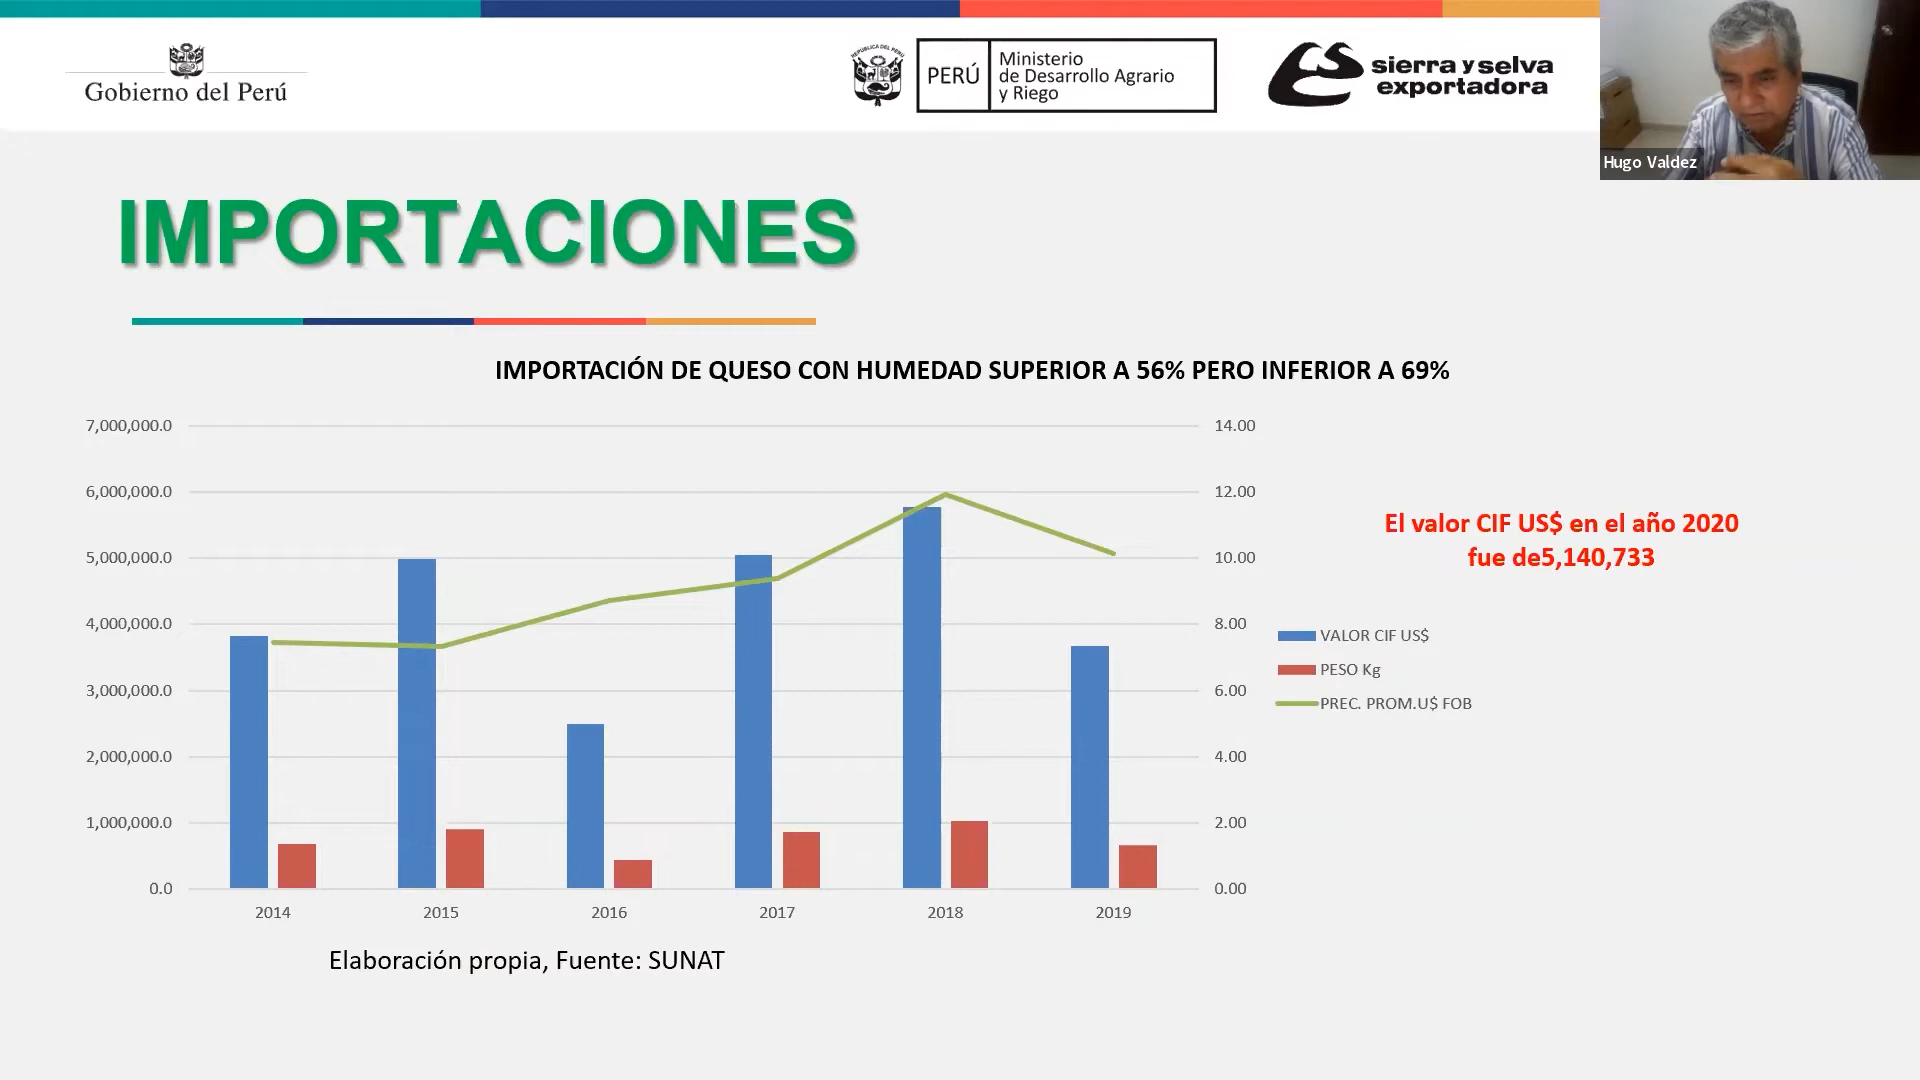 Gobierno del Perú
REPÚBLICA DEL PERÚ
PERÚ
Ministerio
de Desarrollo Agrario
y Riego
sierra y selva
exportadora
Hugo Valdez
IMPORTACIONES
IMPORTACIÓN DE QUESO CON HUMEDAD SUPERIOR A 56% PERO INFERIOR A 69%
7,000,000.0
6,000,000.0
5,000,000.0
4,000,000.0
3,000,000.0
2,000,000.0
1,000,000.0
0.0
14.00
12.00
10.00
8.00
6.00
4.00
2.00
0.00
2014
2015
2016
2017
2018
2019
El valor CIF US$ en el año 2020
fue de5,140,733
VALOR CIF US$
PESO Kg
PREC. PROM.U$ FOB
Elaboración propia, Fuente: SUNAT